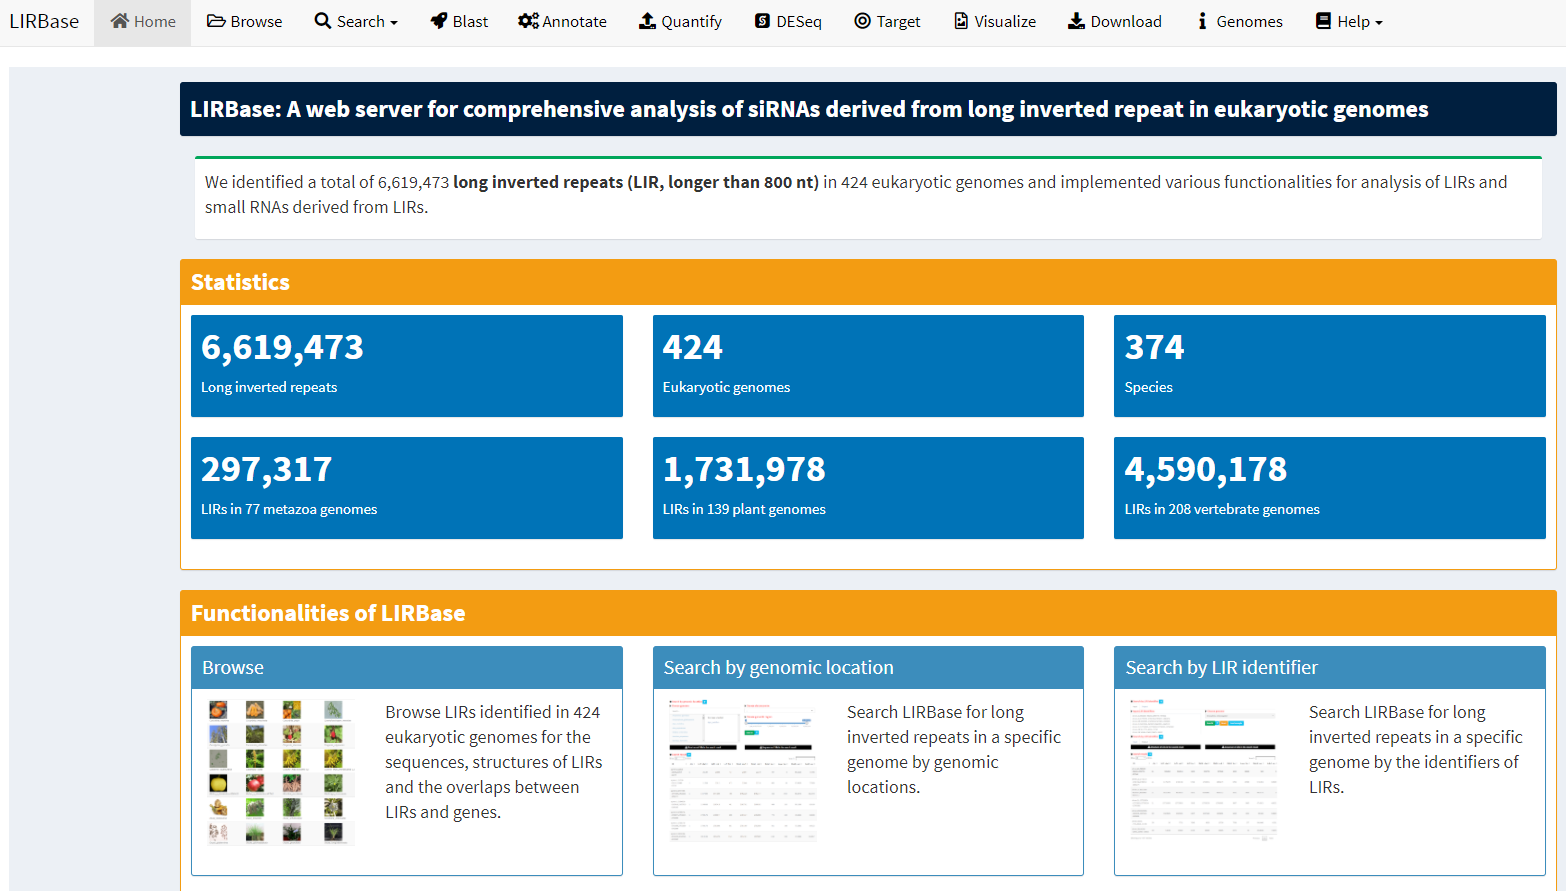 LIRBase Home Browse Search Blast Annotate Quantify DESeq Target Visualize Download Genomes Help
LIRBase: A web server for comprehensive analysis of siRNAs derived from long inverted repeat in eukaryotic genomes
We identified a total of 6,619,473 long inverted repeats (LIR, longer than 800 nt) in 424 eukaryotic genomes and implemented various functionalities for analysis of LIRs and
small RNAs derived from LIRs.
Statistics
6,619,473
Long inverted repeats
424
Eukaryotic genomes
374
Species
297,317
LIRs in 77 metazoa genomes
1,731,978
LIRs in 139 plant genomes
4,590,178
LIRs in 208 vertebrate genomes
Functionalities of LIRBase
Browse
Browse LIRs identified in 424
eukaryotic genomes for the
sequences, structures of LIRs
and the overlaps between
LIRs and genes.
Search by genomic location
Search LIRBase for long
inverted repeats in a specific
genome by genomic
locations.
Search by LIR identifier
Search LIRBase for long
inverted repeats in a specific
genome by the identifiers of
LIRs.